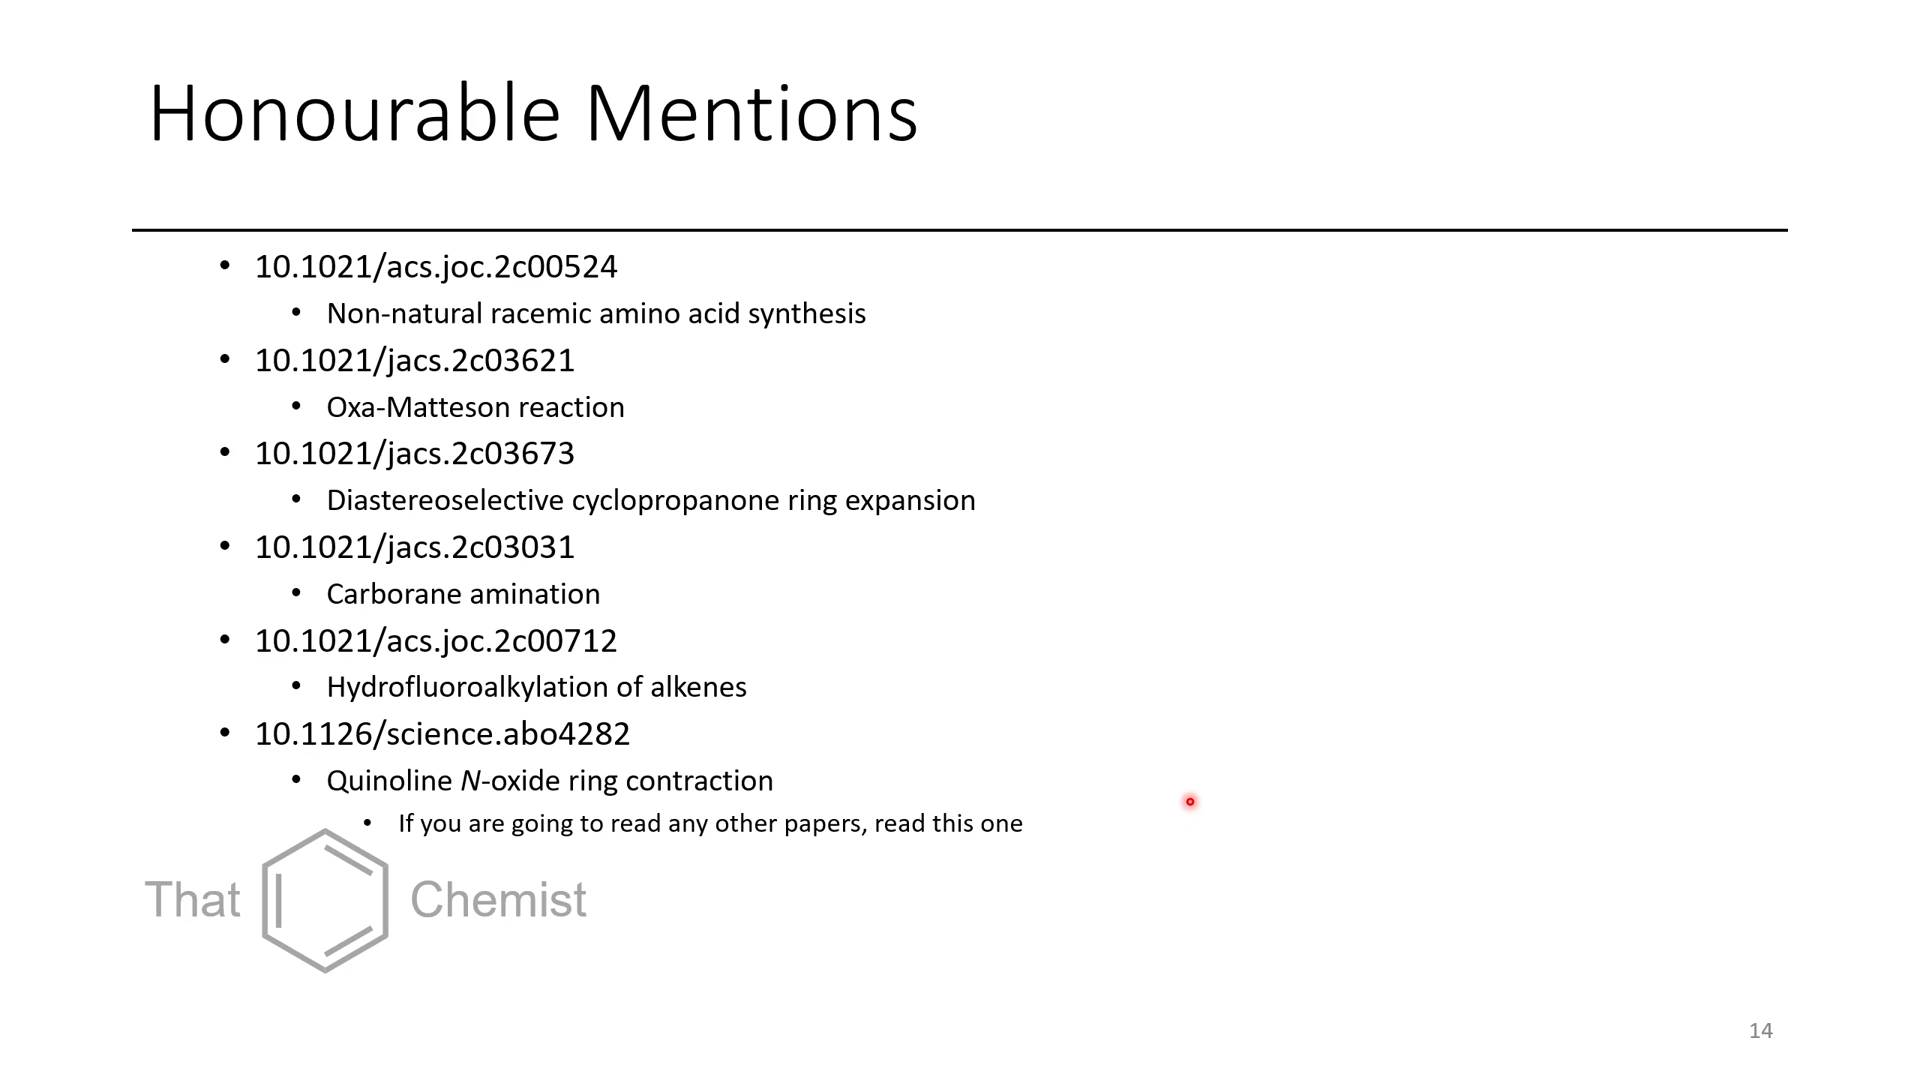 Honourable Mentions
• 10.1021/acs.joc.2c00524
• Non-natural racemic amino acid synthesis
• 10.1021/jacs.2c03621
• Oxa-Matteson reaction
• 10.1021/jacs.2c03673
• Diastereoselective cyclopropanone ring expansion
• 10.1021/jacs.2c03031
• Carborane amination
• 10.1021/acs.joc.2c00712
• Hydrofluoroalkylation of alkenes
• 10.1126/science.abo4282
• Quinoline N-oxide ring contraction
• If you are going to read any other papers, read this one
That Chemist
14